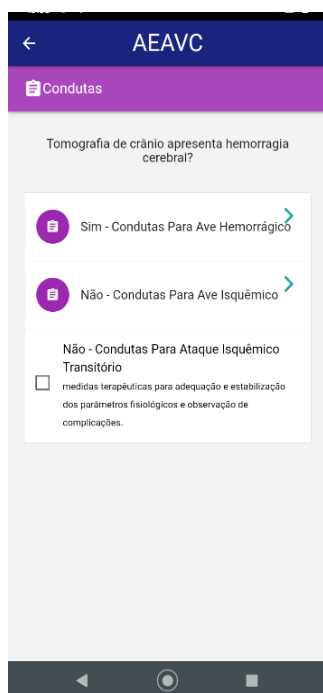 AEAVC
Condutas
Tomografia de crânio apresenta hemorragia
cerebral?
Sim - Condutas Para Ave Hemorrágico
Não - Condutas Para Ave Isquêmico
Não - Condutas Para Ataque Isquêmico
Transitório
medidas terapêuticas para adequação e estabilização
dos parâmetros fisiológicos e observação de
complicações.